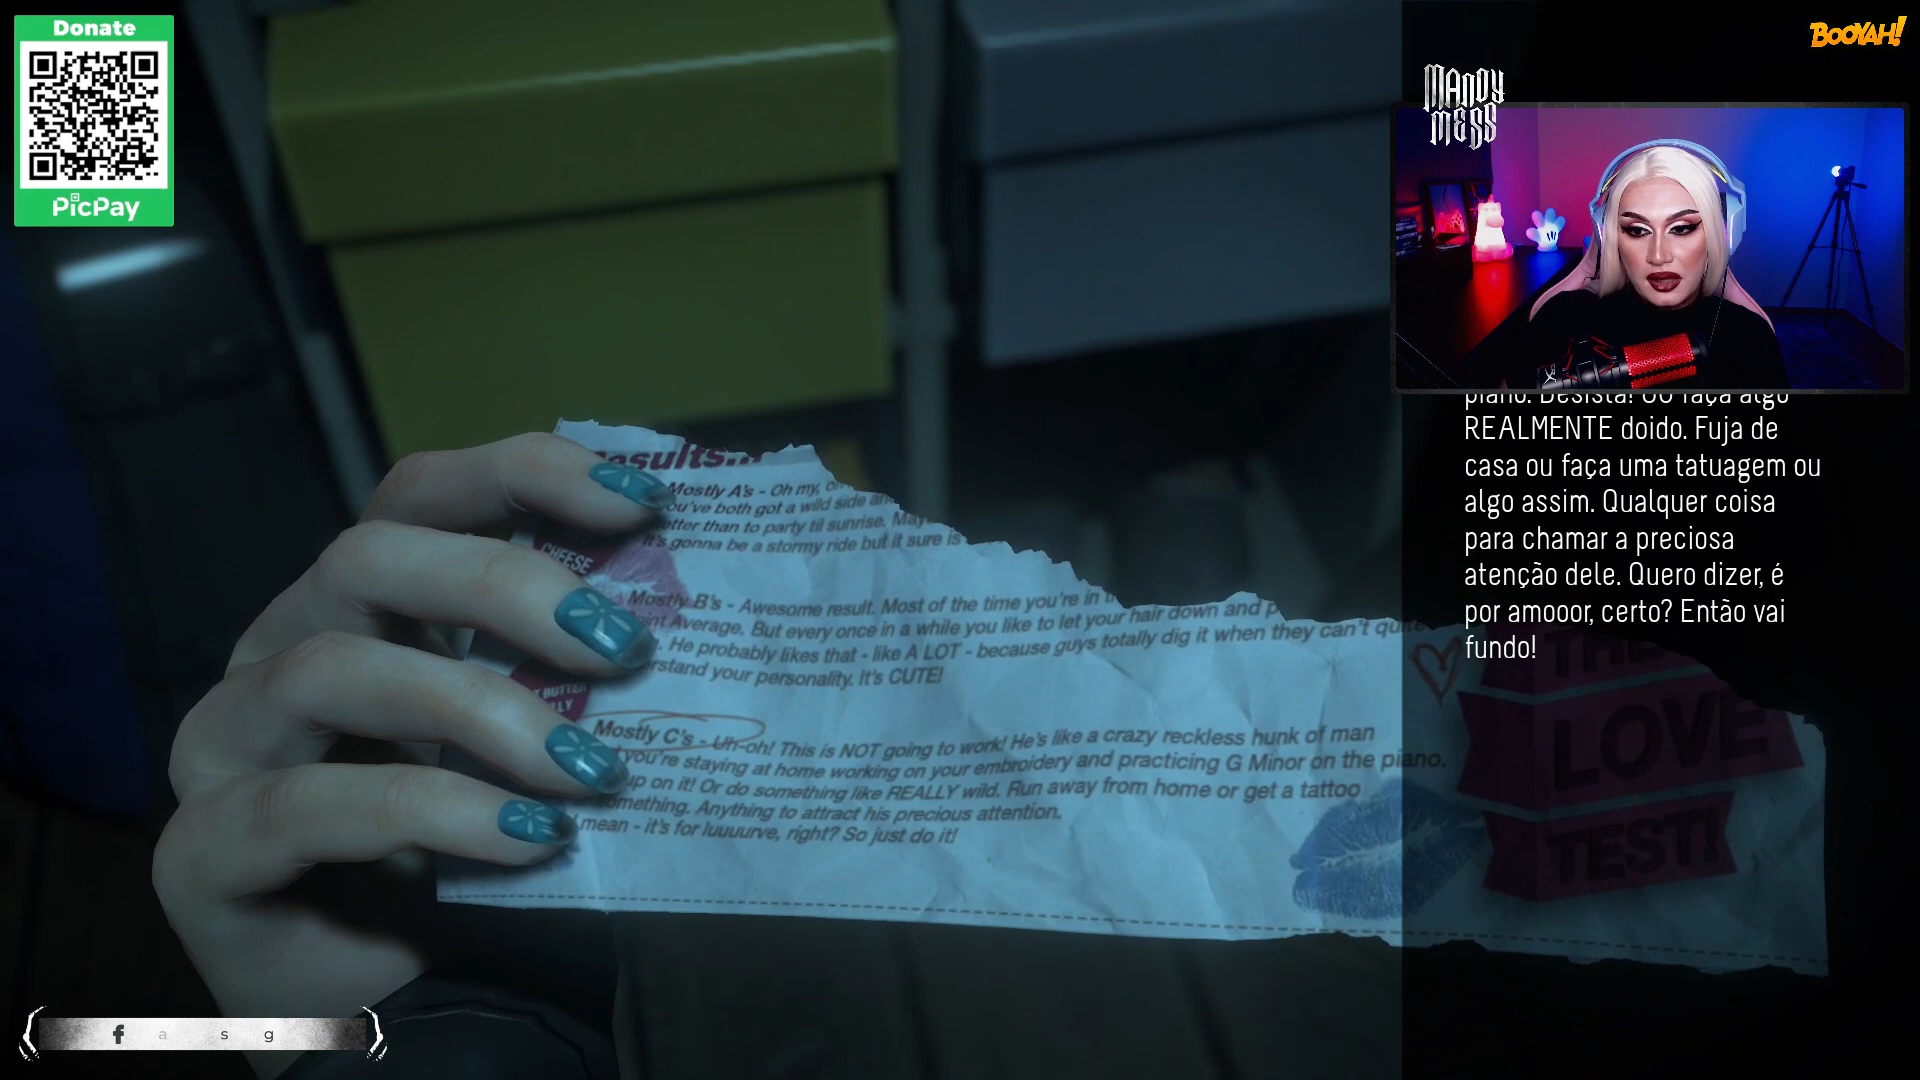 Donate
PicPay
BOOYAH!
MANDY
MESS
piano. Desista! OU faça algo
REALMENTE doido. Fuja de
casa ou faça uma tatuagem ou
algo assim. Qualquer coisa
para chamar a preciosa
atenção dele. Quero dizer, é
por amooor, certo? Então vai
fundo!
Results...
Mostly A's - Oh my,
you've both got a wild side
than to party til sunrise.
It's gonna be a stormy ride but it sure is
CHEESE
Mostly B's - Awesome result. Most of the time you're in
Average. But every once in a while you like to let your hair down and
He probably likes that - like A LOT - because guys totally dig it when they can't quite
your personality. It's CUTE!
BUTTER
Mostly C's - Uh-oh! This is NOT going to work! He's like a crazy reckless hunk of man
you're staying at home working on your embroidery and practicing G Minor on the piano.
up on it! Or do something like REALLY wild. Run away from home or get a tattoo
something. Anything to attract his precious attention.
I mean - it's for luuuurve, right? So just do it!
THE
LOVE
TEST!
f a s g